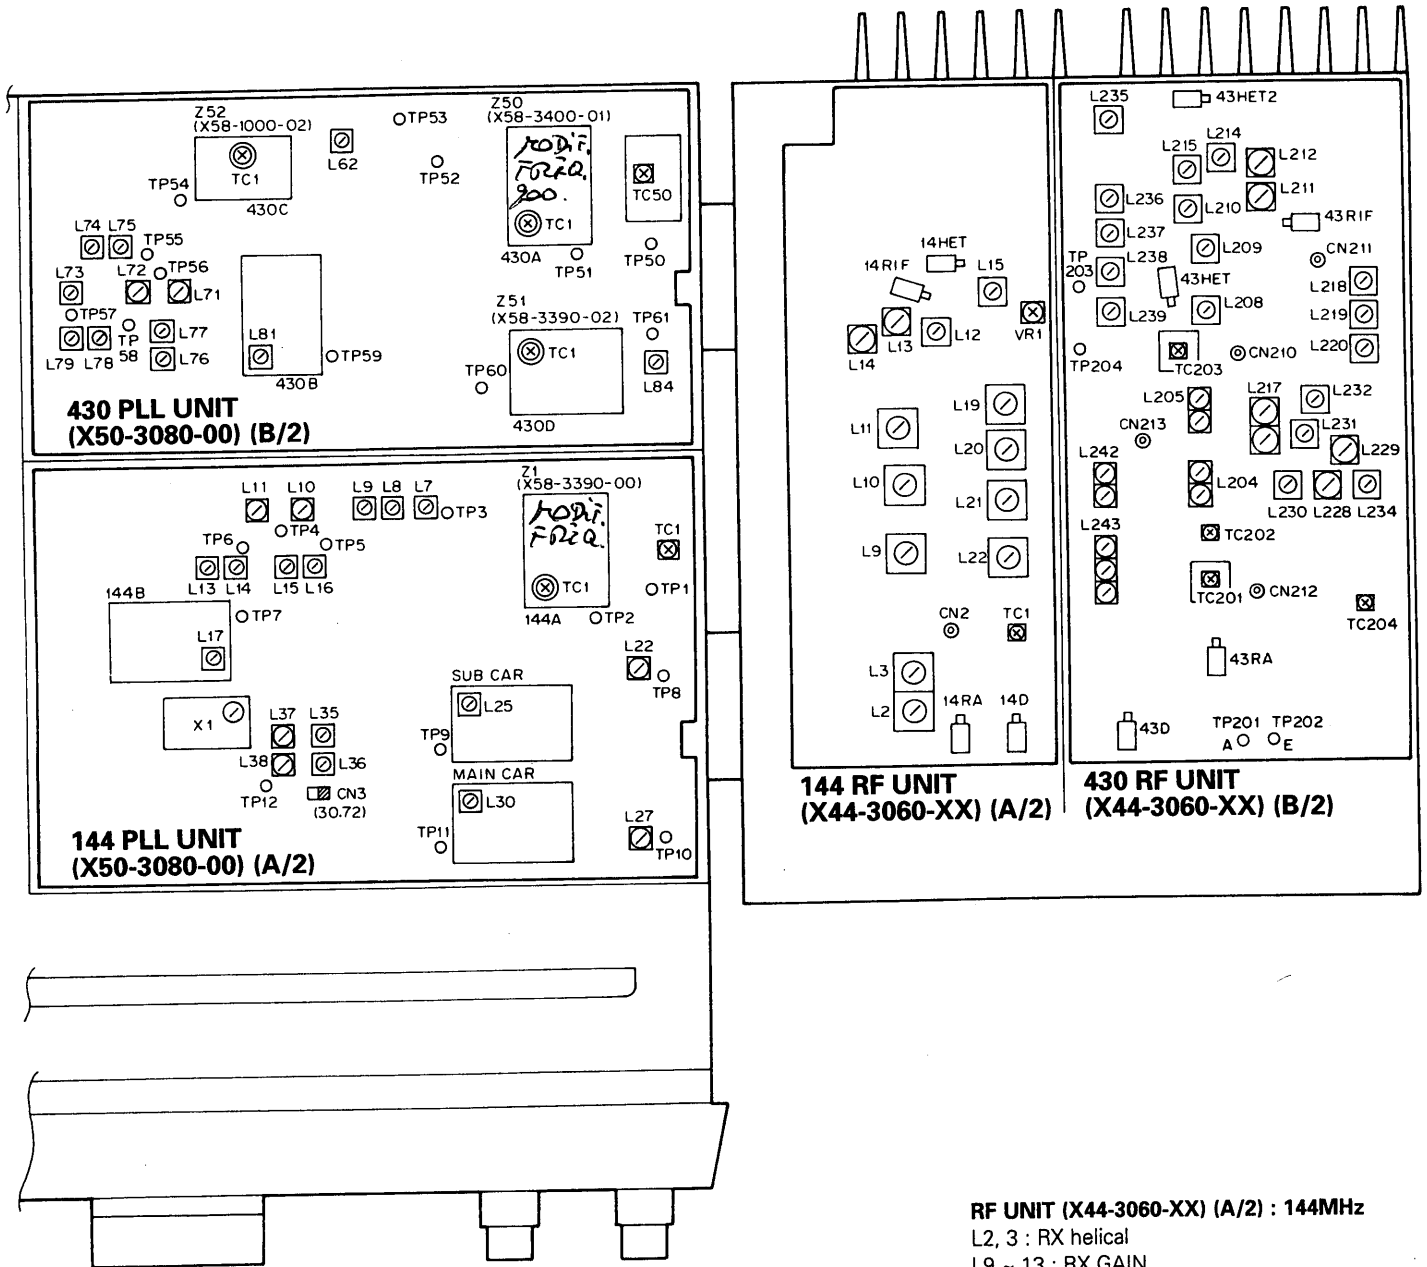 Z52
(X58-1000-02)
TC1
430C
L62
TP53
TP52
Z50
(X58-3400-01)
MODIF.
FREQ.
900.
TC1
430A
TP51
TC50
TP50
TP54
L74 L75
TP55
L73
L72
TP56
L71
TP57
TP
58
L77
L79 L78
L76
L81
430B
TP59
Z51
(X58-3390-02)
TC1
TP60
430D
TP61
L84
430 PLL UNIT
(X50-3080-00) (B/2)
Z1
(X58-3390-00)
MODIF.
FREQ.
TC1
144A
TP2
L11 L10 L9 L8 L7
TP3
TP4
TP6
TP5
TC1
L13 L14 L15 L16
TP1
144B
TP7
L17
L22
TP8
X1
L37 L35
L38 L36
TP12
CN3
(30.72)
SUB CAR
L25
TP9
MAIN CAR
L30
TP11
L27
TP10
144 PLL UNIT
(X50-3080-00) (A/2)
14HET
14RIF
L15
VR1
L14
L13
L12
L19
L11
L20
L10
L21
L9
L22
CN2
TC1
L3
L2
14RA
14D
144 RF UNIT
(X44-3060-XX) (A/2)
L235
43HET2
L214
L215
L212
L211
L236
L210
43RIF
L237
L209
CN211
TP
203
L238
43HET
L218
L239
L208
L219
TP204
TC203
CN210
L220
L205
L217
L232
CN213
L231
L229
L242
L204
L230 L228 L234
L243
TC202
TC201
CN212
TC204
43RA
43D
TP201 TP202
A E
430 RF UNIT
(X44-3060-XX) (B/2)
RF UNIT (X44-3060-XX) (A/2) : 144MHz
L2, 3 : RX helical
L9 ~ 13 : RX GAIN